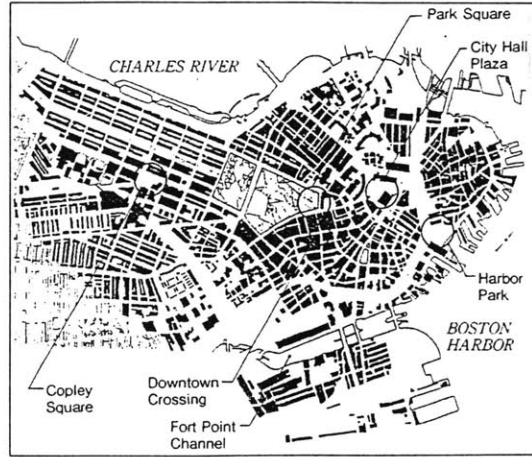 Park Square
City Hall
Plaza
CHARLES RIVER
Harbor
Park
BOSTON
HARBOR
Copley
Square
Downtown
Crossing
Fort Point
Channel